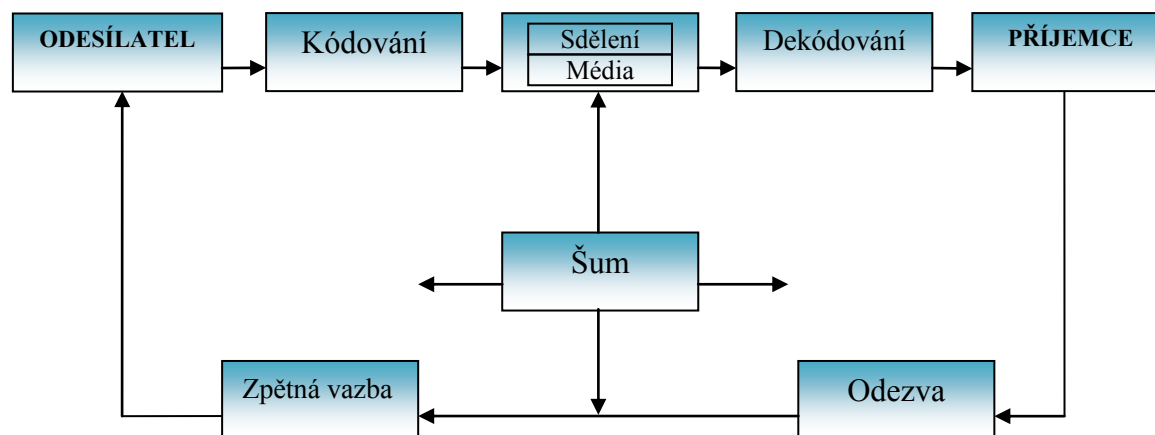 ODESÍLATEL
Kódování
Sdělení
Média
Dekódování
PŘÍJEMCE
Šum
Zpětná vazba
Odezva